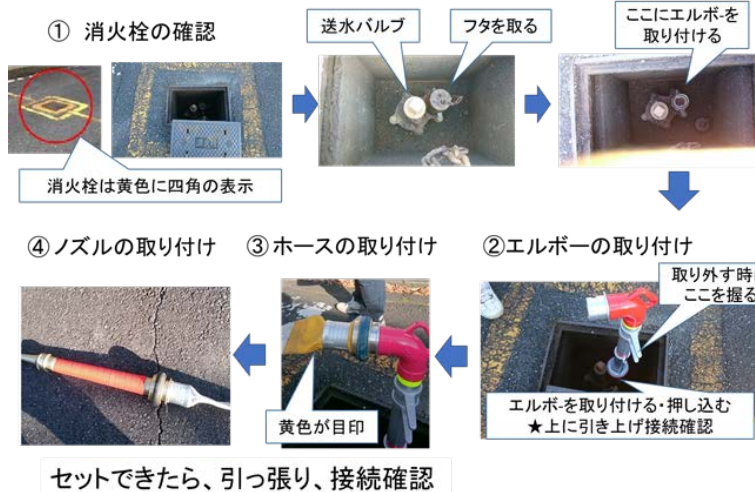 ① 消火栓の確認
送水バルブ
フタを取る
ここにエルボｰを
取り付ける
消火栓は黄色に四角の表示
②エルボーの取り付け
取り外す時に
ここを握る
エルボｰを取り付ける・押し込む
★上に引き上げ接続確認
③ホースの取り付け
黄色が目印
④ノズルの取り付け
セットできたら、引っ張り、接続確認